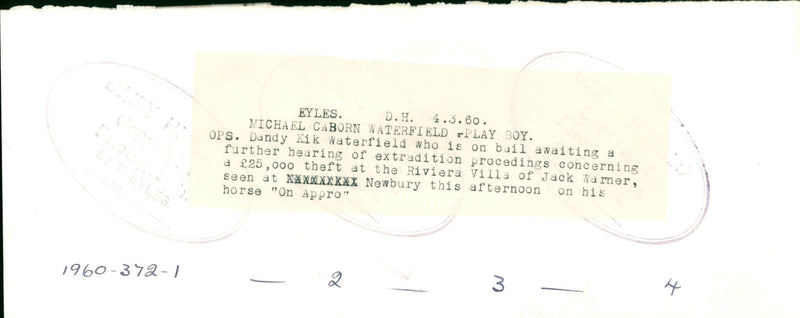 EYLES. D.H. 4.3.60.
MICHAEL CaBORN WATERFIELD -PLAY BOY.
OPS. Dandy Kik Waterfield who is on bail awaiting a
further hearing of extradition procedings concerning
a £25,ooo theft at the Riviera Villa of Jack Warner,
seen at Newbury this afternoon on his
horse "On Appro"
1960-372-1 — 2 — 3 — 4